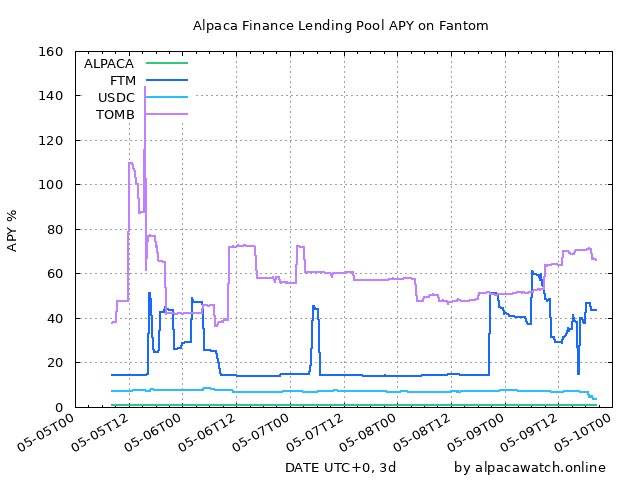 Alpaca Finance Lending Pool APY on Fantom
APY %
160
140
120
100
80
60
40
20
0
ALPACA
FTM
USDC
TOMB
05-05T00
05-05T12
05-06T00
05-06T12
05-07T00
05-07T12
05-08T00
05-08T12
05-09T00
05-09T12
05-10T00
DATE UTC+0, 3d
by alpacawatch.online